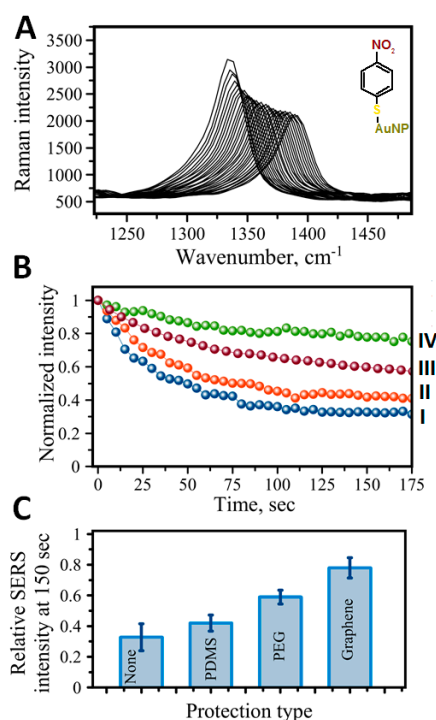 A
3500
3000
2500
2000
1500
1000
500
Raman intensity
NO2
S
AuNP
1250 1300 1350 1400 1450
Wavenumber, cm-1
B
1
0.8
0.6
0.4
0.2
0
Normalized intensity
IV
III
II
I
0 25 50 75 100 125 150 175
Time, sec
C
1
0.8
0.6
0.4
0.2
0
Relative SERS
intensity at 150 sec
None
PDMS
PEG
Graphene
Protection type